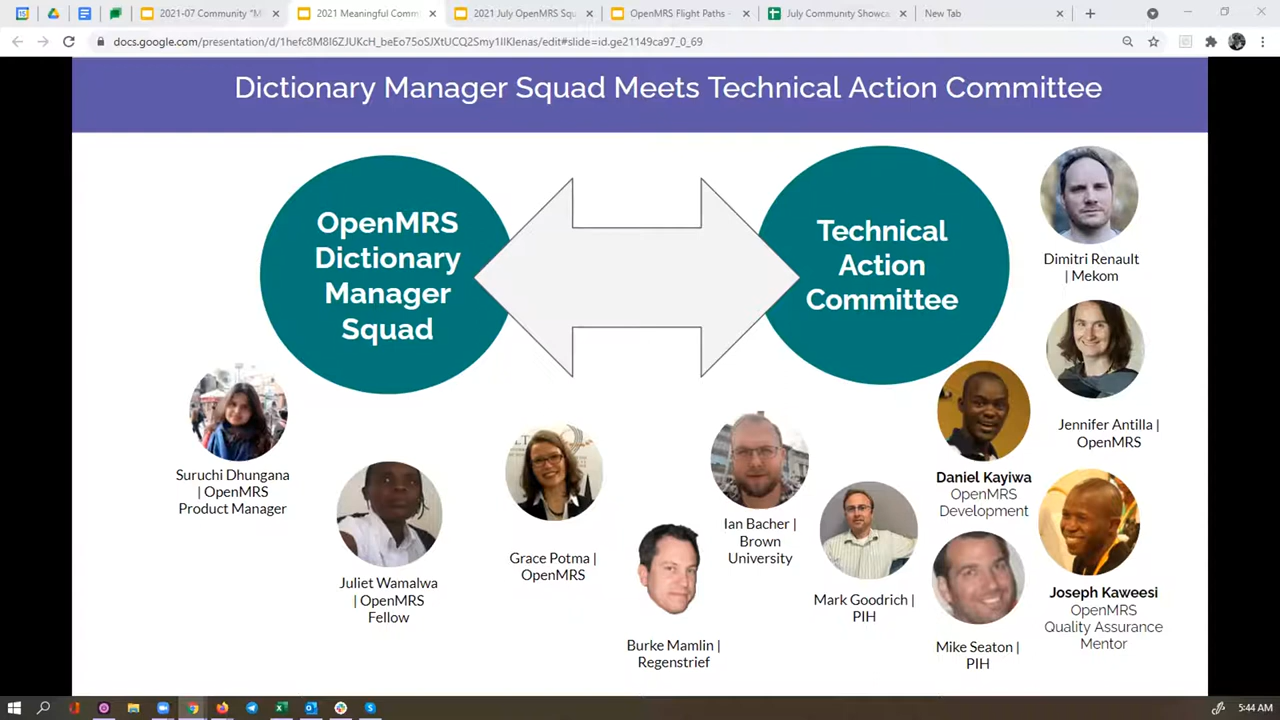 2021-07 Community "M
2021 Meaningful Comm
2021 July OpenMRS Squ
OpenMRS Flight Paths -
July Community Showca
New Tab
docs.google.com/presentation/d/1hefc8M8I6ZJUKcH_beEo75oSJXtUCQ2Smy1IlKlenas/edit#slide=id.ge21149ca97_0_69
Dictionary Manager Squad Meets Technical Action Committee
OpenMRS
Dictionary
Manager
Squad
Technical
Action
Committee
Dimitri Renault
| Mekom
Jennifer Antilla |
OpenMRS
Suruchi Dhungana
| OpenMRS
Product Manager
Juliet Wamalwa
| OpenMRS
Fellow
Grace Potma |
OpenMRS
Burke Mamlin |
Regenstrief
Ian Bacher |
Brown
University
Mark Goodrich |
PIH
Daniel Kayiwa
OpenMRS
Development
Mike Seaton |
PIH
Joseph Kaweesi
OpenMRS
Quality Assurance
Mentor
5:44 AM